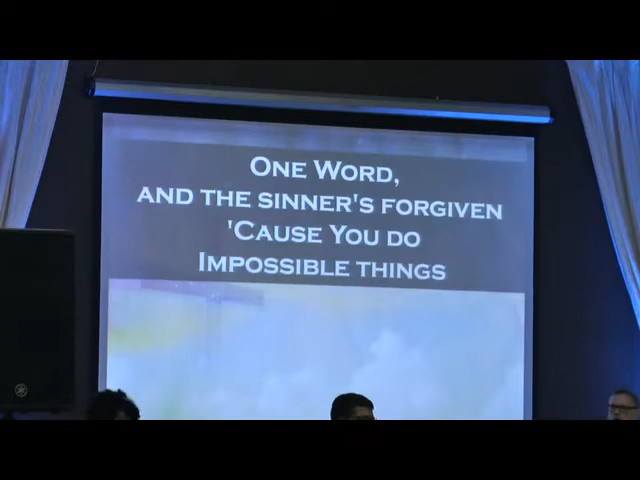 One Word,
and the sinner's forgiven
'Cause You do
Impossible things